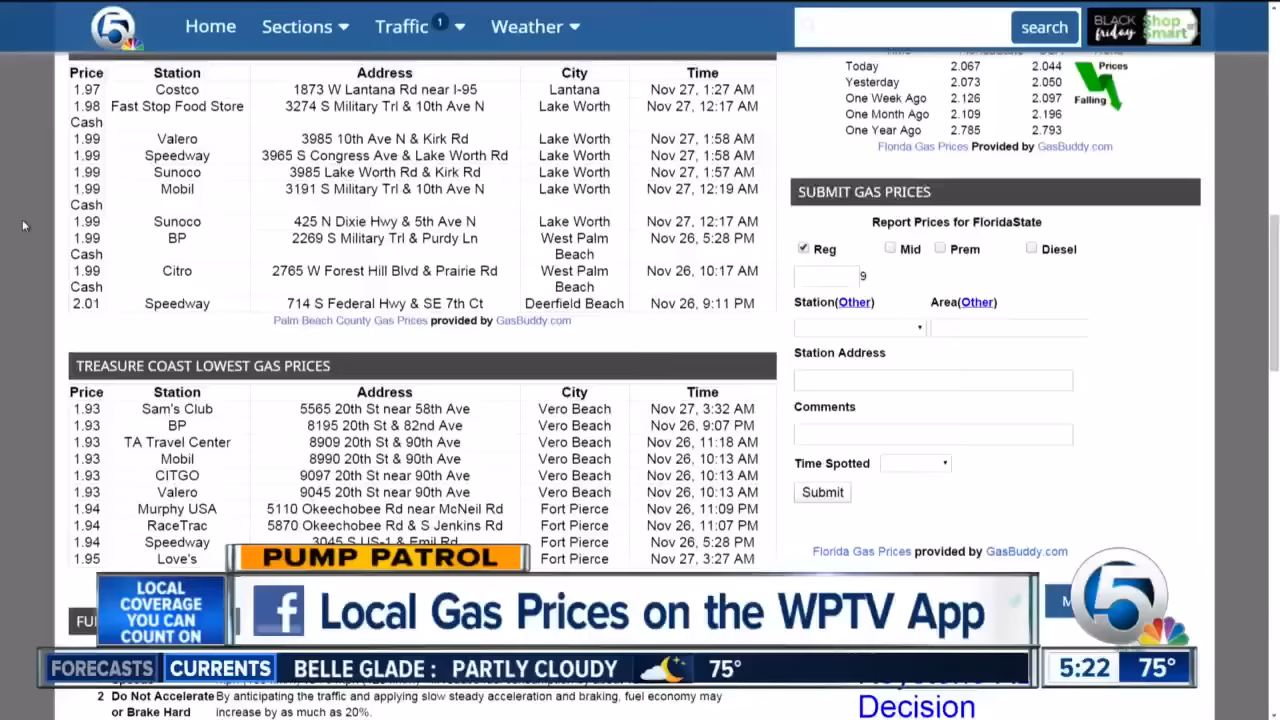 5 Home Sections Traffic 1 Weather search BLACK friday Shop Smart
Price Station Address City Time
1.97 Costco 1873 W Lantana Rd near I-95 Lantana Nov 27, 1:27 AM
1.98 Fast Stop Food Store 3274 S Military Trl & 10th Ave N Lake Worth Nov 27, 12:17 AM
Cash
1.99 Valero 3985 10th Ave N & Kirk Rd Lake Worth Nov 27, 1:58 AM
1.99 Speedway 3965 S Congress Ave & Lake Worth Rd Lake Worth Nov 27, 1:58 AM
1.99 Sunoco 3985 Lake Worth Rd & Kirk Rd Lake Worth Nov 27, 1:57 AM
1.99 Mobil 3191 S Military Trl & 10th Ave N Lake Worth Nov 27, 12:19 AM
Cash
1.99 Sunoco 425 N Dixie Hwy & 5th Ave N Lake Worth Nov 27, 12:17 AM
1.99 BP 2269 S Military Trl & Purdy Ln West Palm Nov 26, 5:28 PM
Cash Beach
1.99 Citro 2765 W Forest Hill Blvd & Prairie Rd West Palm Nov 26, 10:17 AM
Cash Beach
2.01 Speedway 714 S Federal Hwy & SE 7th Ct Deerfield Beach Nov 26, 9:11 PM
Palm Beach County Gas Prices provided by GasBuddy.com
TREASURE COAST LOWEST GAS PRICES
Price Station Address City Time
1.93 Sam's Club 5565 20th St near 58th Ave Vero Beach Nov 27, 3:32 AM
1.93 BP 8195 20th St & 82nd Ave Vero Beach Nov 26, 9:07 PM
1.93 TA Travel Center 8909 20th St & 90th Ave Vero Beach Nov 26, 11:18 AM
1.93 Mobil 8990 20th St & 90th Ave Vero Beach Nov 26, 10:13 AM
1.93 CITGO 9097 20th St near 90th Ave Vero Beach Nov 26, 10:13 AM
1.93 Valero 9045 20th St near 90th Ave Vero Beach Nov 26, 10:13 AM
1.94 Murphy USA 5110 Okeechobee Rd near McNeil Rd Fort Pierce Nov 26, 11:09 PM
1.94 RaceTrac 5870 Okeechobee Rd & S Jenkins Rd Fort Pierce Nov 26, 11:07 PM
1.94 Speedway 3045 S US-1 & Emil Rd Fort Pierce Nov 26, 5:28 PM
1.95 Love's Fort Pierce Nov 27, 3:27 AM
Today 2.067 2.044
Yesterday 2.073 2.050
One Week Ago 2.126 2.097
One Month Ago 2.109 2.196
One Year Ago 2.785 2.793
Prices
Falling
Florida Gas Prices Provided by GasBuddy.com
SUBMIT GAS PRICES
Report Prices for FloridaState
Reg Mid Prem Diesel
9
Station(Other) Area(Other)
Station Address
Comments
Time Spotted
Submit
Florida Gas Prices provided by GasBuddy.com
PUMP PATROL
LOCAL
COVERAGE
YOU CAN
COUNT ON
f Local Gas Prices on the WPTV App
5
FORECASTS CURRENTS BELLE GLADE : PARTLY CLOUDY 75° 5:22 75°
2 Do Not Accelerate By anticipating the traffic and applying slow steady acceleration and braking, fuel economy may
or Brake Hard increase by as much as 20%.
Decision